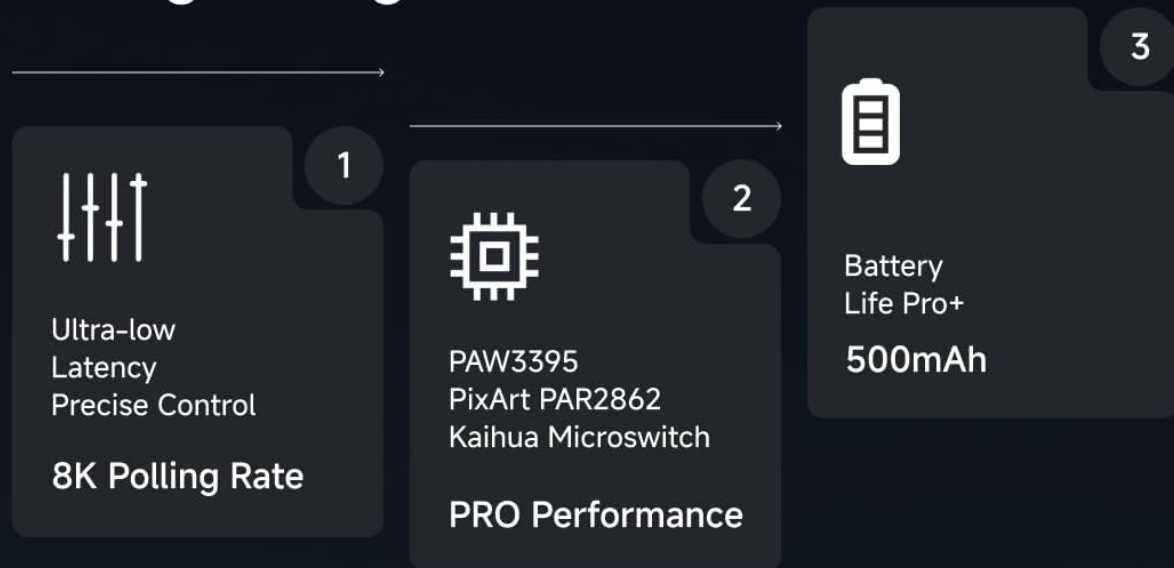 1
Ultra-low
Latency
Precise Control
8K Polling Rate
2
PAW3395
PixArt PAR2862
Kaihua Microswitch
PRO Performance
3
Battery
Life Pro+
500mAh